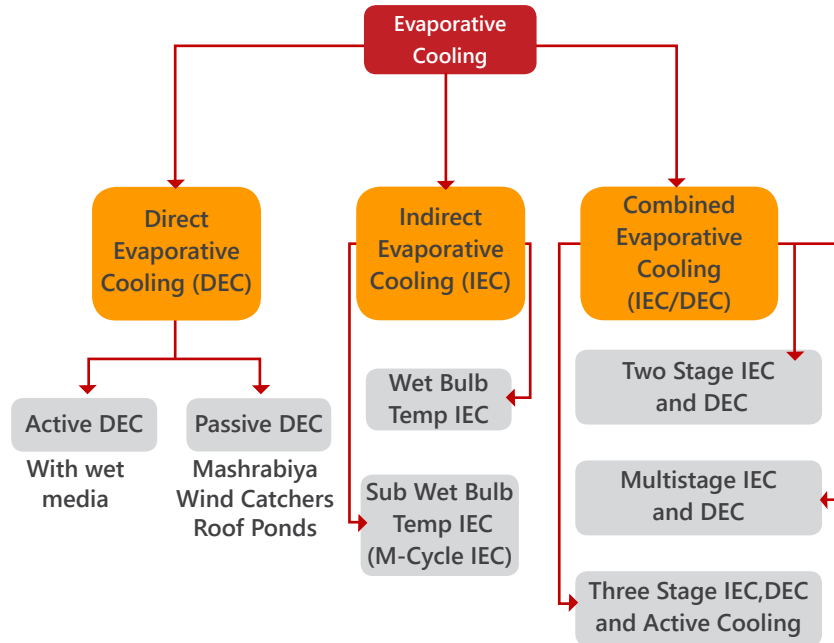 Evaporative
Cooling
Direct
Evaporative
Cooling (DEC)
Indirect
Evaporative
Cooling (IEC)
Combined
Evaporative
Cooling
(IEC/DEC)
Active DEC
With wet
media
Passive DEC
Mashrabiya
Wind Catchers
Roof Ponds
Wet Bulb
Temp IEC
Sub Wet Bulb
Temp IEC
(M-Cycle IEC)
Two Stage IEC
and DEC
Multistage IEC
and DEC
Three Stage IEC,DEC
and Active Cooling